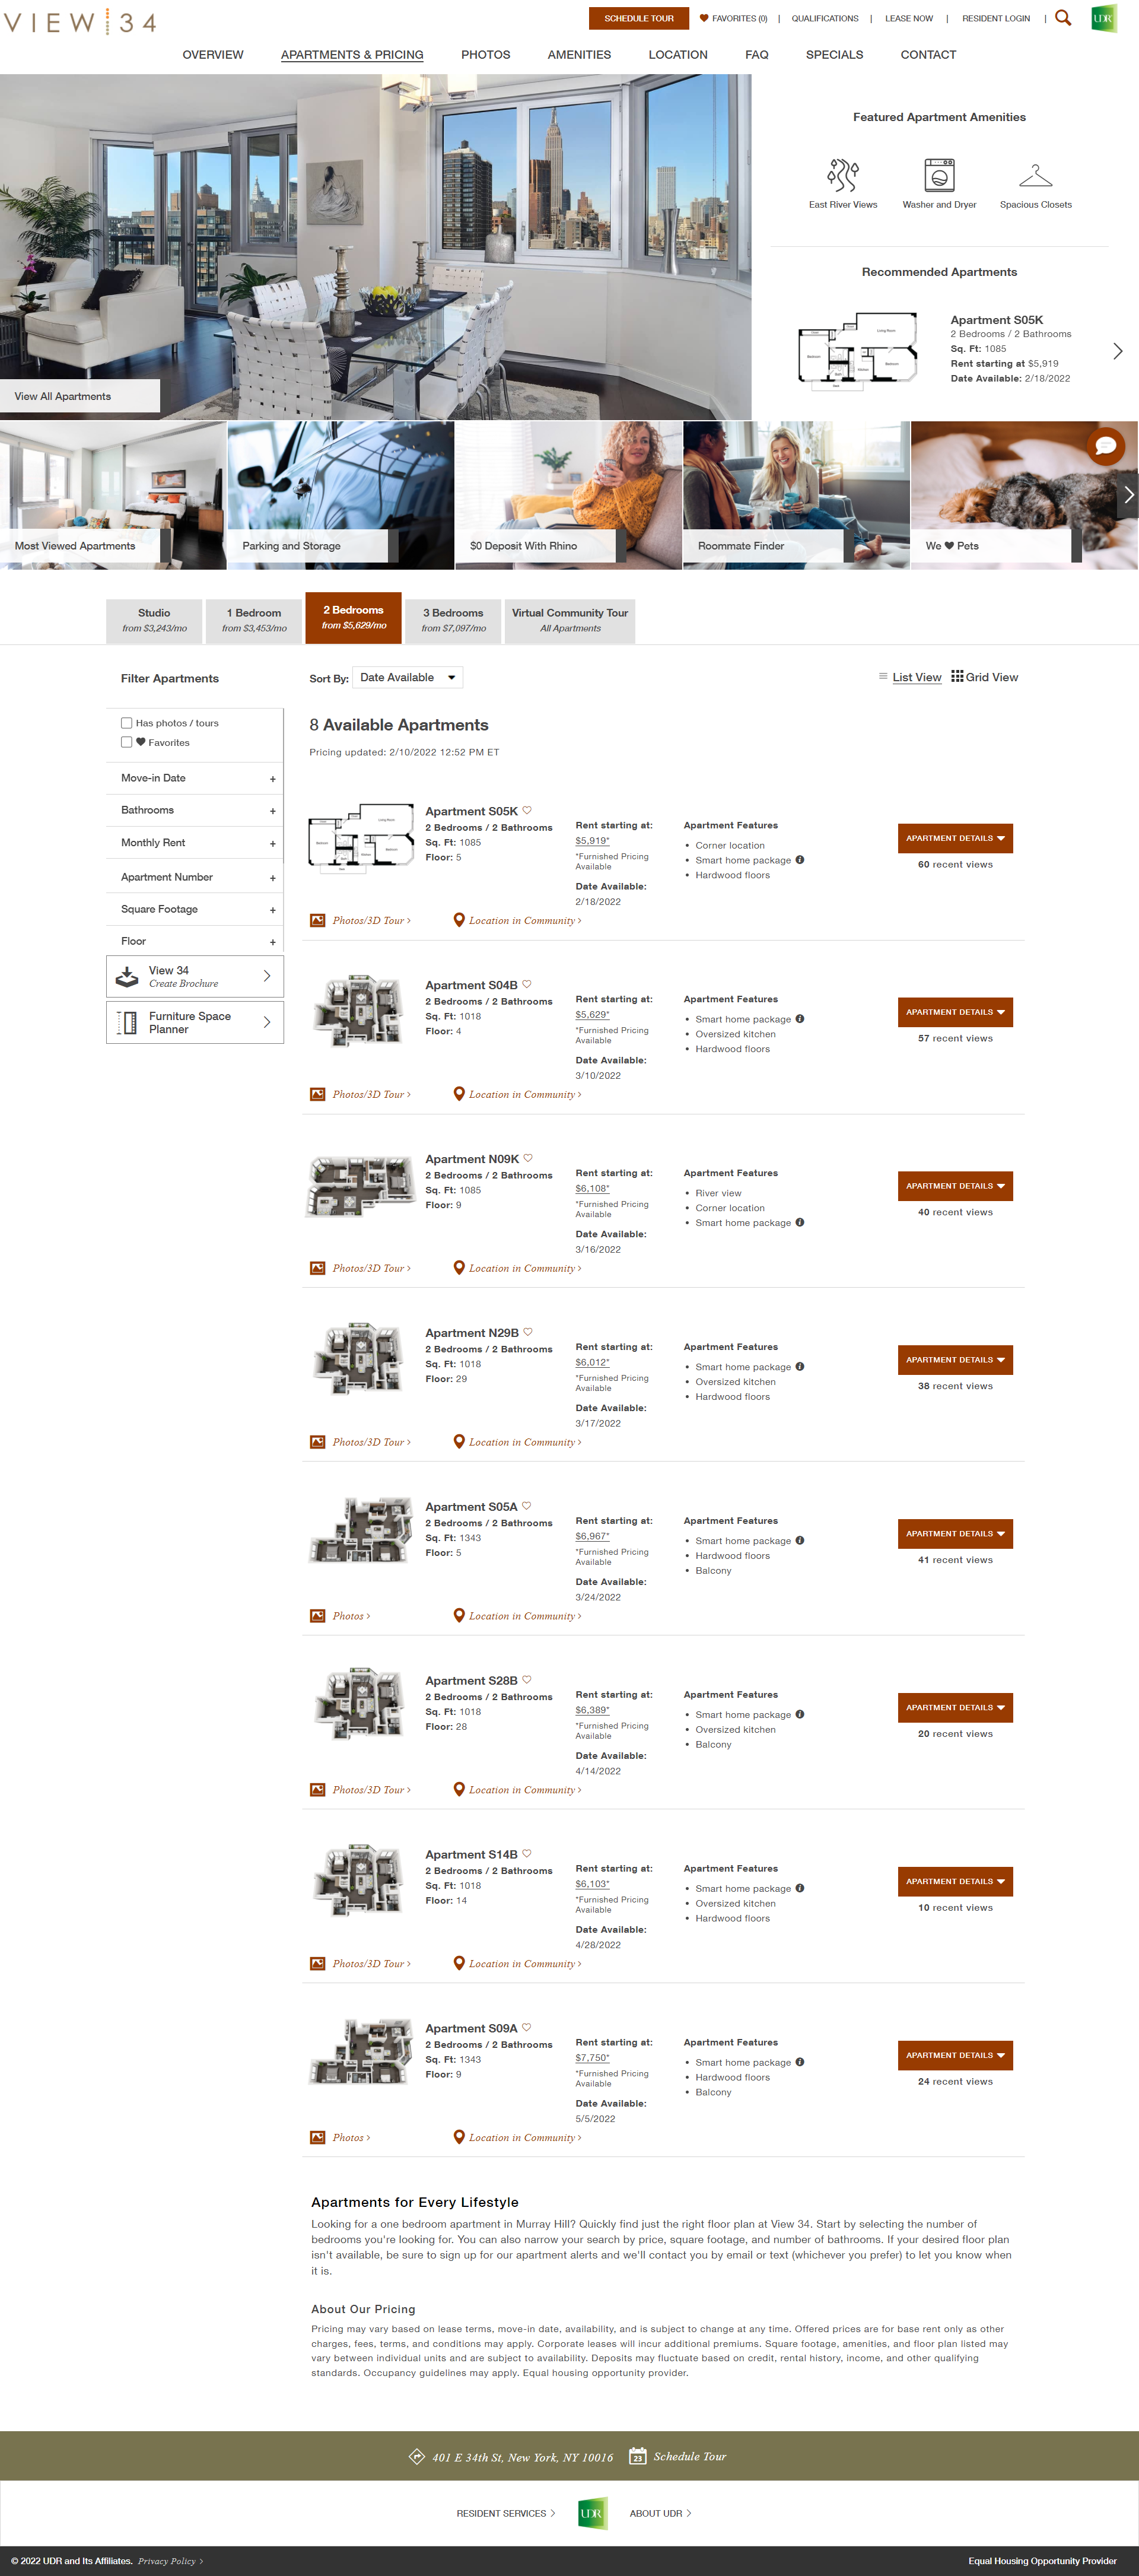 VIEW 34
SCHEDULE TOUR
FAVORITES (0) | QUALIFICATIONS | LEASE NOW | RESIDENT LOGIN |
UDR
OVERVIEW APARTMENTS & PRICING PHOTOS AMENITIES LOCATION FAQ SPECIALS CONTACT
View All Apartments
Featured Apartment Amenities
East River Views Washer and Dryer Spacious Closets
Recommended Apartments
Apartment S05K
2 Bedrooms / 2 Bathrooms
Sq. Ft: 1085
Rent starting at $5,919
Date Available: 2/18/2022
Most Viewed Apartments
Parking and Storage
$0 Deposit With Rhino
Roommate Finder
We ♥ Pets
Studio
from $3,243/mo
1 Bedroom
from $3,453/mo
2 Bedrooms
from $5,629/mo
3 Bedrooms
from $7,097/mo
Virtual Community Tour
All Apartments
Filter Apartments
Has photos / tours
Favorites
Move-in Date +
Bathrooms +
Monthly Rent +
Apartment Number +
Square Footage +
Floor +
View 34
Create Brochure
Furniture Space
Planner
Sort By: Date Available
List View Grid View
8 Available Apartments
Pricing updated: 2/10/2022 12:52 PM ET
Apartment S05K
2 Bedrooms / 2 Bathrooms
Sq. Ft: 1085
Floor: 5
Rent starting at:
$5,919*
*Furnished Pricing
Available
Date Available:
2/18/2022
Apartment Features
• Corner location
• Smart home package
• Hardwood floors
APARTMENT DETAILS
60 recent views
Photos/3D Tour >
Location in Community >
Apartment S04B
2 Bedrooms / 2 Bathrooms
Sq. Ft: 1018
Floor: 4
Rent starting at:
$5,629*
*Furnished Pricing
Available
Date Available:
3/10/2022
Apartment Features
• Smart home package
• Oversized kitchen
• Hardwood floors
APARTMENT DETAILS
57 recent views
Photos/3D Tour >
Location in Community >
Apartment N09K
2 Bedrooms / 2 Bathrooms
Sq. Ft: 1085
Floor: 9
Rent starting at:
$6,108*
*Furnished Pricing
Available
Date Available:
3/16/2022
Apartment Features
• River view
• Corner location
• Smart home package
APARTMENT DETAILS
40 recent views
Photos/3D Tour >
Location in Community >
Apartment N29B
2 Bedrooms / 2 Bathrooms
Sq. Ft: 1018
Floor: 29
Rent starting at:
$6,012*
*Furnished Pricing
Available
Date Available:
3/17/2022
Apartment Features
• Smart home package
• Oversized kitchen
• Hardwood floors
APARTMENT DETAILS
38 recent views
Photos/3D Tour >
Location in Community >
Apartment S05A
2 Bedrooms / 2 Bathrooms
Sq. Ft: 1343
Floor: 5
Rent starting at:
$6,967*
*Furnished Pricing
Available
Date Available:
3/24/2022
Apartment Features
• Smart home package
• Hardwood floors
• Balcony
APARTMENT DETAILS
41 recent views
Photos >
Location in Community >
Apartment S28B
2 Bedrooms / 2 Bathrooms
Sq. Ft: 1018
Floor: 28
Rent starting at:
$6,389*
*Furnished Pricing
Available
Date Available:
4/14/2022
Apartment Features
• Smart home package
• Oversized kitchen
• Balcony
APARTMENT DETAILS
20 recent views
Photos/3D Tour >
Location in Community >
Apartment S14B
2 Bedrooms / 2 Bathrooms
Sq. Ft: 1018
Floor: 14
Rent starting at:
$6,103*
*Furnished Pricing
Available
Date Available:
4/28/2022
Apartment Features
• Smart home package
• Oversized kitchen
• Hardwood floors
APARTMENT DETAILS
10 recent views
Photos/3D Tour >
Location in Community >
Apartment S09A
2 Bedrooms / 2 Bathrooms
Sq. Ft: 1343
Floor: 9
Rent starting at:
$7,750*
*Furnished Pricing
Available
Date Available:
5/5/2022
Apartment Features
• Smart home package
• Hardwood floors
• Balcony
APARTMENT DETAILS
24 recent views
Photos >
Location in Community >
Apartments for Every Lifestyle
Looking for a one bedroom apartment in Murray Hill? Quickly find just the right floor plan at View 34. Start by selecting the number of
bedrooms you're looking for. You can also narrow your search by price, square footage, and number of bathrooms. If your desired floor plan
isn't available, be sure to sign up for our apartment alerts and we'll contact you by email or text (whichever you prefer) to let you know when
it is.
About Our Pricing
Pricing may vary based on lease terms, move-in date, availability, and is subject to change at any time. Offered prices are for base rent only as other
charges, fees, terms, and conditions may apply. Corporate leases will incur additional premiums. Square footage, amenities, and floor plan listed may
vary between individual units and are subject to availability. Deposits may fluctuate based on credit, rental history, income, and other qualifying
standards. Occupancy guidelines may apply. Equal housing opportunity provider.
401 E 34th St, New York, NY 10016
23 Schedule Tour
RESIDENT SERVICES > UDR ABOUT UDR >
© 2022 UDR and Its Affiliates. Privacy Policy >
Equal Housing Opportunity Provider